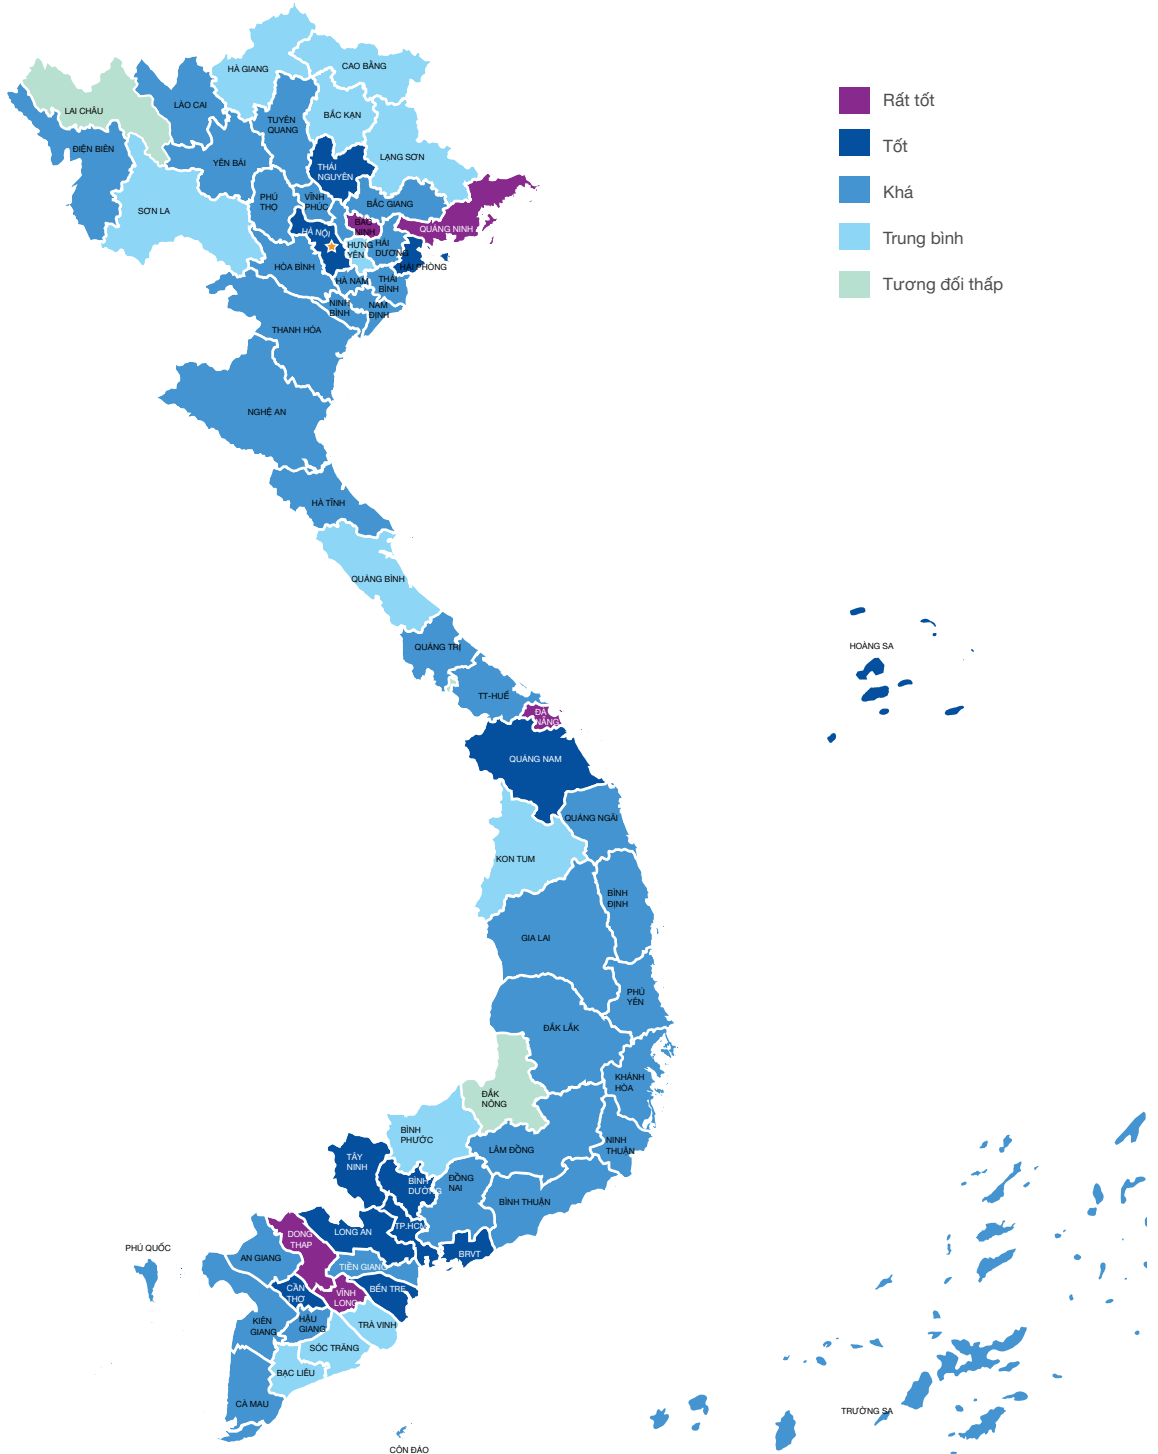 HÀ GIANG
CAO BẰNG
LAI CHÂU
LÀO CAI
TUYÊN
QUANG
BẮC KẠN
ĐIỆN BIÊN
YÊN BÁI
THÁI
NGUYÊN
LẠNG SƠN
SƠN LA
PHÚ
THỌ
VĨNH
PHÚC
BẮC GIANG
HÀ NỘI
BẮC
NINH
QUẢNG NINH
HƯNG
YÊN
HẢI
DƯƠNG
HẢI PHÒNG
HÒA BÌNH
HÀ NAM
THÁI
BÌNH
NINH
BÌNH
NAM
ĐỊNH
THANH HÓA
NGHỆ AN
HÀ TĨNH
QUẢNG BÌNH
QUẢNG TRỊ
TT-HUẾ
ĐÀ
NẴNG
QUẢNG NAM
QUẢNG NGÃI
KON TUM
BÌNH
ĐỊNH
GIA LAI
PHÚ
YÊN
ĐẮK LẮK
KHÁNH
HÒA
ĐẮK
NÔNG
BÌNH
PHƯỚC
LÂM ĐỒNG
NINH
THUẬN
TÂY
NINH
BÌNH
DƯƠNG
ĐỒNG
NAI
BÌNH THUẬN
DONG
THAP
LONG AN
TP.HCM
BRVT
PHÚ QUỐC
AN GIANG
TIỀN GIANG
CẦN
THƠ
VĨNH
LONG
BẾN TRE
KIÊN
GIANG
HẬU
GIANG
TRÀ VINH
SÓC TRĂNG
BẠC LIÊU
CÀ MAU
CÔN ĐẢO
HOÀNG SA
TRƯỜNG SA
Rất tốt
Tốt
Khá
Trung bình
Tương đối thấp